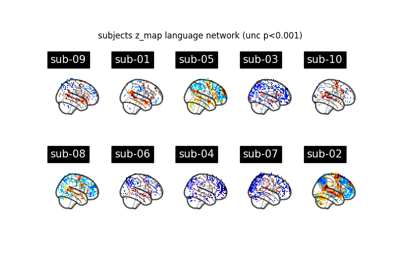 subjects z_map language network (unc p<0.001)
sub-09 sub-01 sub-05 sub-03 sub-10
sub-08 sub-06 sub-04 sub-07 sub-02